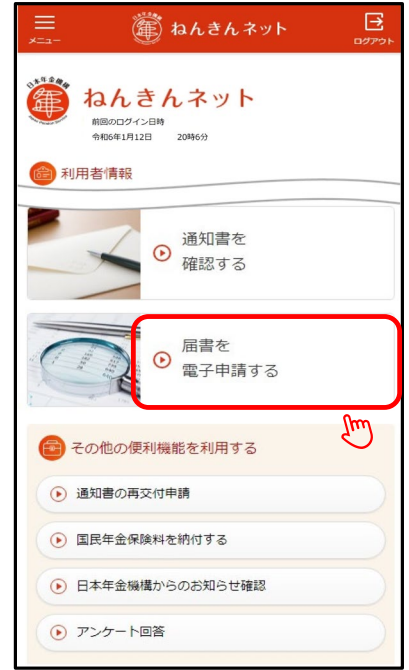 メニュー
ねんきんネット
ログアウト
日本年金機構
ねんきんネット
前回のログイン日時
令和6年1月12日 20時6分
利用者情報
通知書を
確認する
届書を
電子申請する
その他の便利機能を利用する
通知書の再交付申請
国民年金保険料を納付する
日本年金機構からのお知らせ確認
アンケート回答